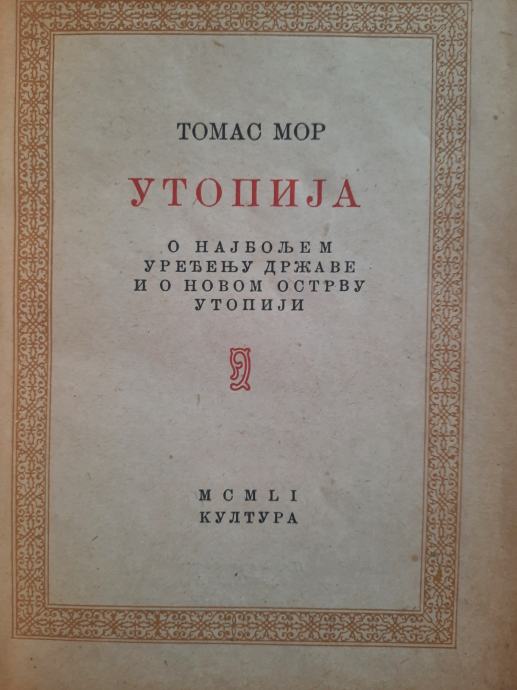 ТОМАС МОР
УТОПИЈА
О НАЈБОЉЕМ
УРЕЂЕЊУ ДРЖАВЕ
И О НОВОМ ОСТРВУ
УТОПИЈИ
MCMLI
КУЛТУРА